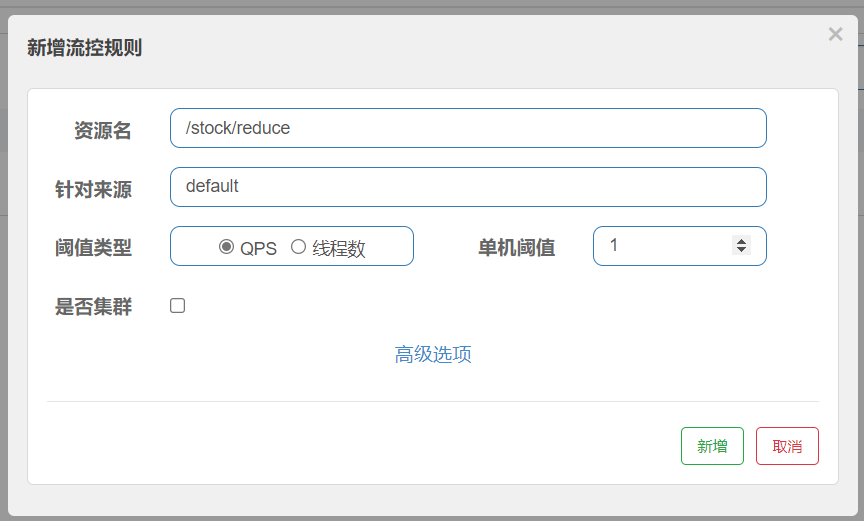 新增流控规则 ×
资源名 /stock/reduce
针对来源 default
阈值类型 QPS 线程数 单机阈值 1
是否集群
高级选项
新增 取消